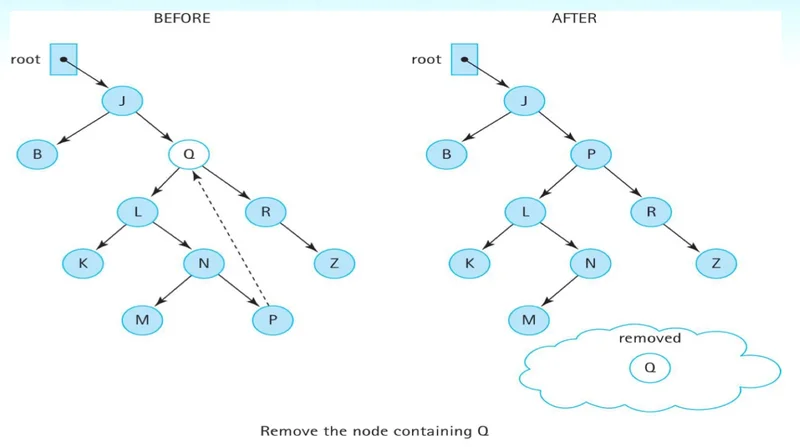 BEFORE
AFTER
root
J
B
Q
L
R
K
N
Z
M
P
root
J
B
P
L
R
K
N
Z
M
removed
Q
Remove the node containing Q